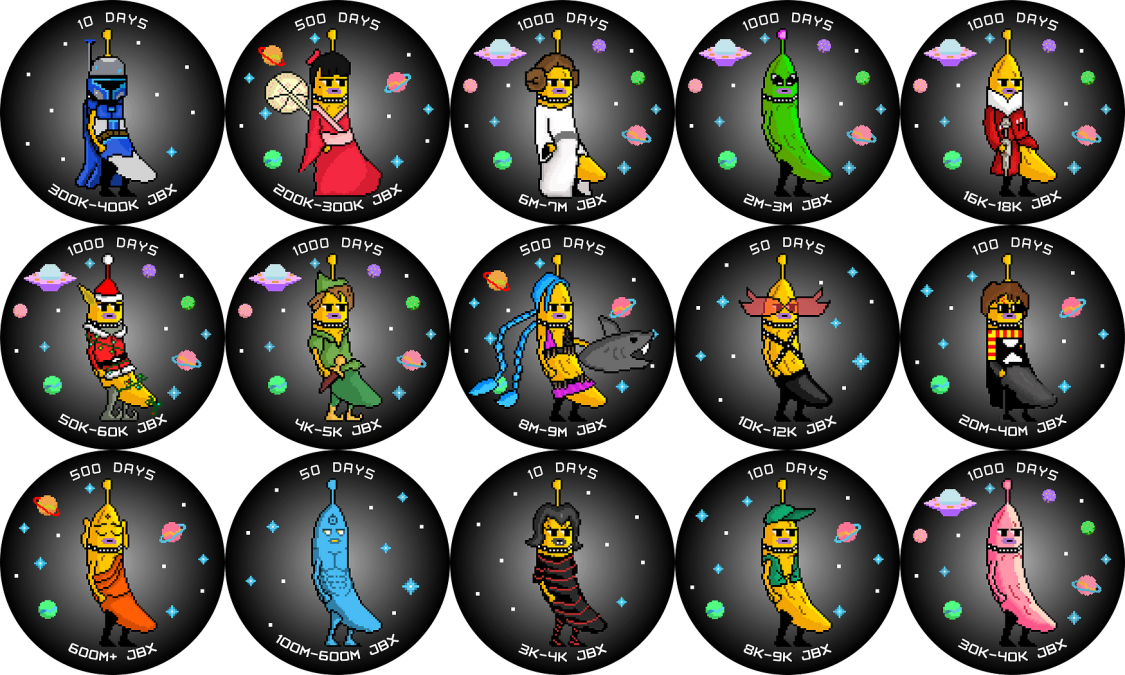 10 DAYS
300K-400K JBX
500 DAYS
200K-300K JBX
1000 DAYS
6M-7M JBX
1000 DAYS
2M-3M JBX
1000 DAYS
16K-18K JBX
1000 DAYS
50K-60K JBX
1000 DAYS
4K-5K JBX
500 DAYS
8M-9M JBX
50 DAYS
10K-12K JBX
100 DAYS
20M-40M JBX
500 DAYS
600M+ JBX
50 DAYS
100M-600M JBX
10 DAYS
3K-4K JBX
100 DAYS
8K-9K JBX
1000 DAYS
30K-40K JBX